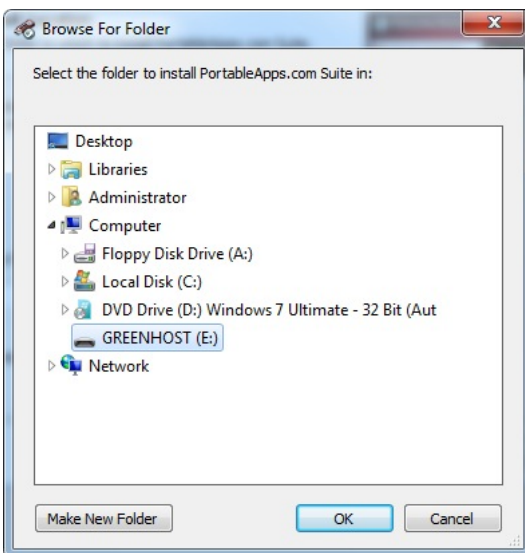 Browse For Folder
Select the folder to install PortableApps.com Suite in:
Desktop
Libraries
Administrator
Computer
Floppy Disk Drive (A:)
Local Disk (C:)
DVD Drive (D:) Windows 7 Ultimate - 32 Bit (Aut
GREENHOST (E:)
Network
Make New Folder
OK
Cancel